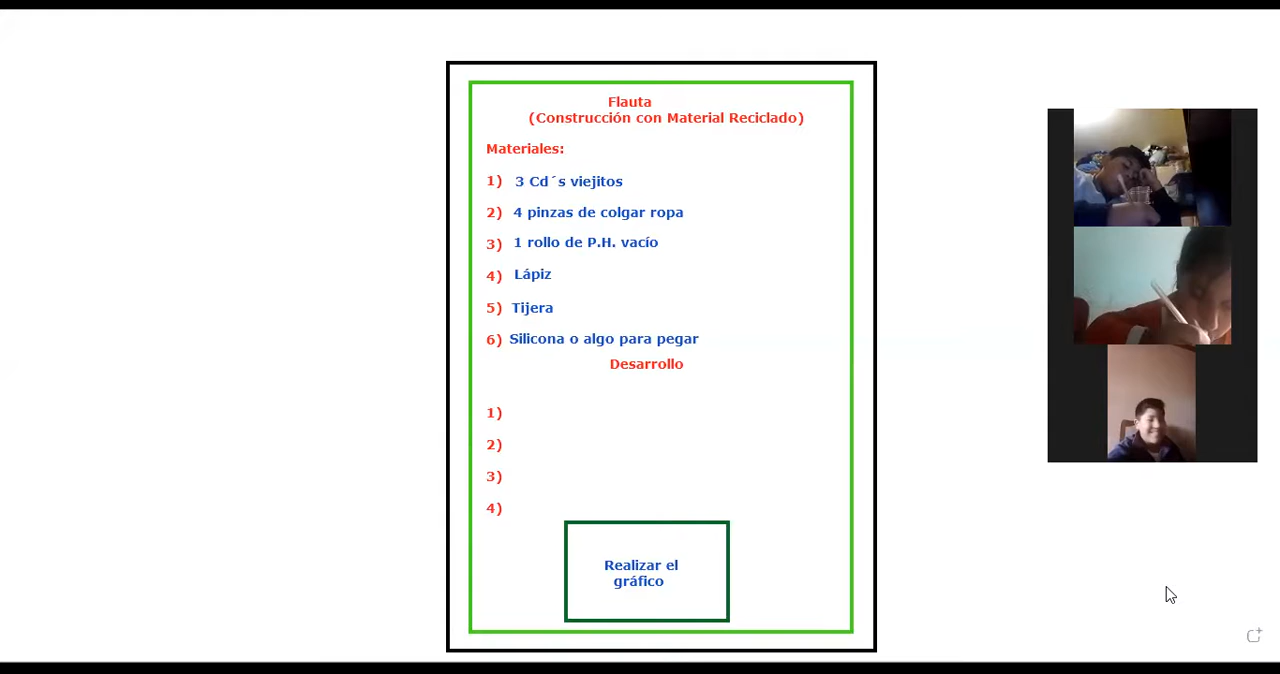 Flauta
(Construcción con Material Reciclado)
Materiales:
1) 3 Cd´s viejitos
2) 4 pinzas de colgar ropa
3) 1 rollo de P.H. vacío
4) Lápiz
5) Tijera
6) Silicona o algo para pegar
Desarrollo
1)
2)
3)
4)
Realizar el
gráfico